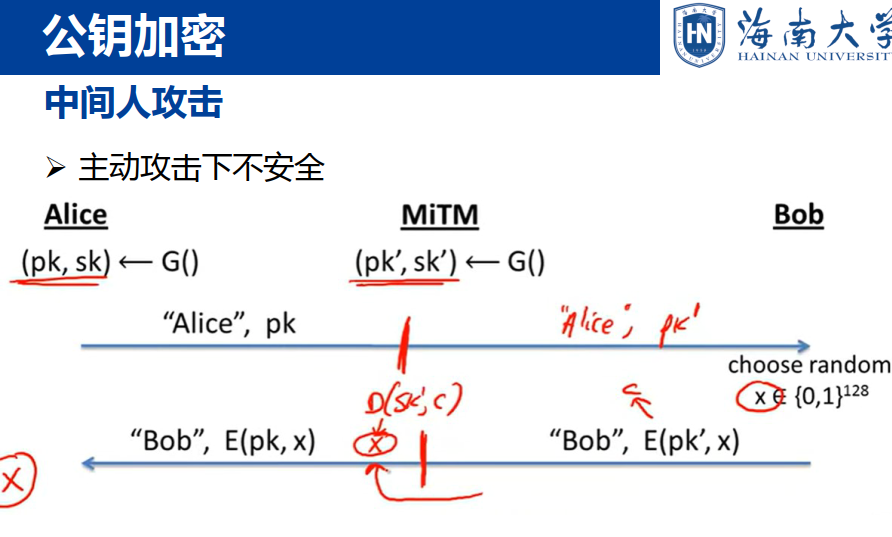 公钥加密
海南大学
HAINAN UNIVERSITY
中间人攻击
➢ 主动攻击下不安全
Alice MiTM Bob
(pk, sk) ⟵ G() (pk’, sk’) ⟵ G()
“Alice”, pk "Alice", pk'
choose random
D(sk', c) c x ∈ {0,1}¹²⁸
“Bob”, E(pk, x) x “Bob”, E(pk’, x)
x